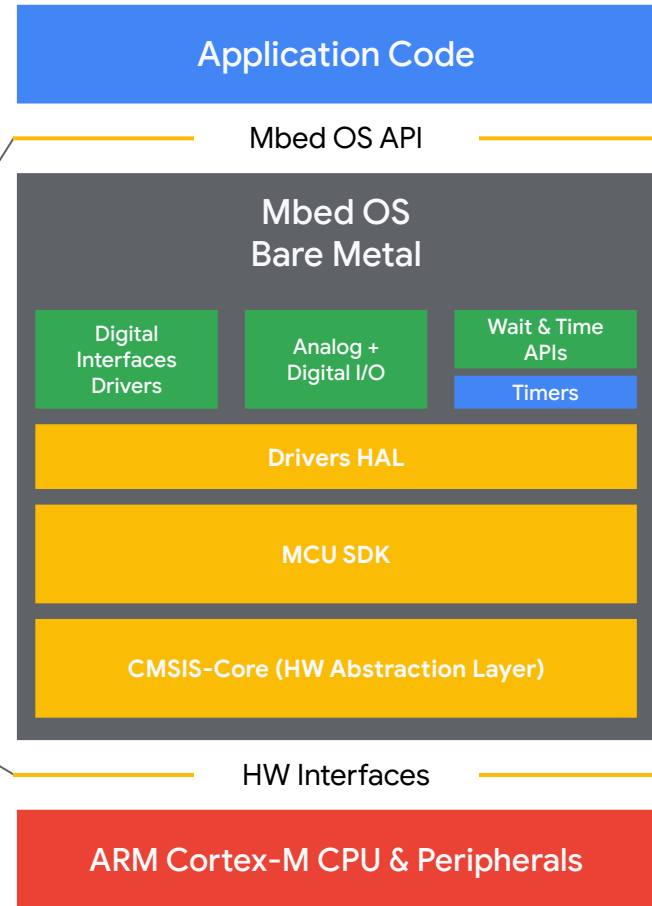 Application Code
Mbed OS API
Mbed OS
Bare Metal
Digital
Interfaces
Drivers
Analog +
Digital I/O
Wait & Time
APIs
Timers
Drivers HAL
MCU SDK
CMSIS-Core (HW Abstraction Layer)
HW Interfaces
ARM Cortex-M CPU & Peripherals